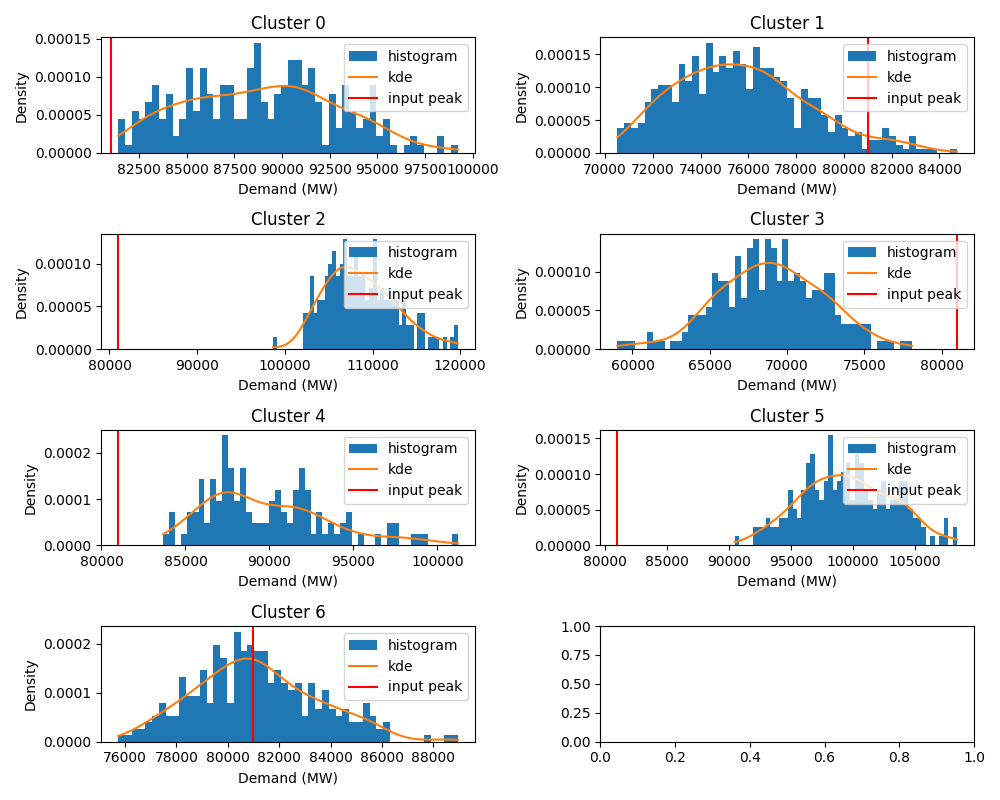 Cluster 0
0.00015
0.00010
0.00005
0.00000
Density
histogram
kde
input peak
82500 85000 87500 90000 92500 95000 97500 100000
Demand (MW)
Cluster 1
0.00015
0.00010
0.00005
0.00000
Density
histogram
kde
input peak
70000 72000 74000 76000 78000 80000 82000 84000
Demand (MW)
Cluster 2
0.00010
0.00005
0.00000
Density
histogram
kde
input peak
80000 90000 100000 110000 120000
Demand (MW)
Cluster 3
0.00010
0.00005
0.00000
Density
histogram
kde
input peak
60000 65000 70000 75000 80000
Demand (MW)
Cluster 4
0.0002
0.0001
0.0000
Density
histogram
kde
input peak
80000 85000 90000 95000 100000
Demand (MW)
Cluster 5
0.00015
0.00010
0.00005
0.00000
Density
histogram
kde
input peak
80000 85000 90000 95000 100000 105000
Demand (MW)
Cluster 6
0.0002
0.0001
0.0000
Density
histogram
kde
input peak
76000 78000 80000 82000 84000 86000 88000
Demand (MW)
1.00
0.75
0.50
0.25
0.00
0.0 0.2 0.4 0.6 0.8 1.0